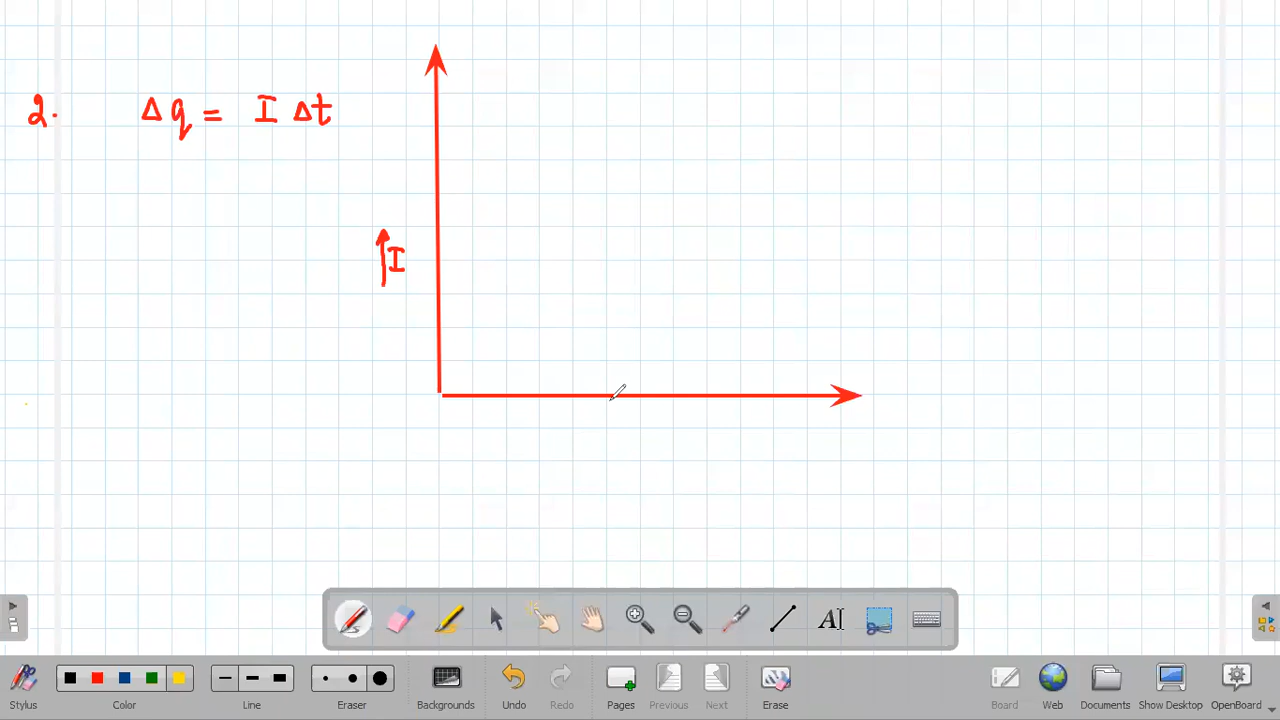 2. Δq = I Δt
I
Stylus Color Line Eraser Backgrounds Undo Redo Pages Previous Next Erase Board Web Documents Show Desktop OpenBoard